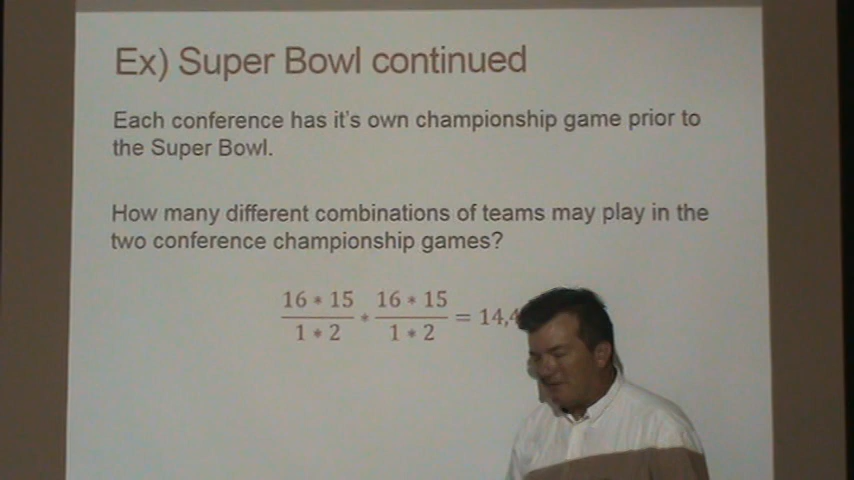 Ex) Super Bowl continued
Each conference has it's own championship game prior to
the Super Bowl.
How many different combinations of teams may play in the
two conference championship games?
16 * 15 / 1 * 2 * 16 * 15 / 1 * 2 = 14,4